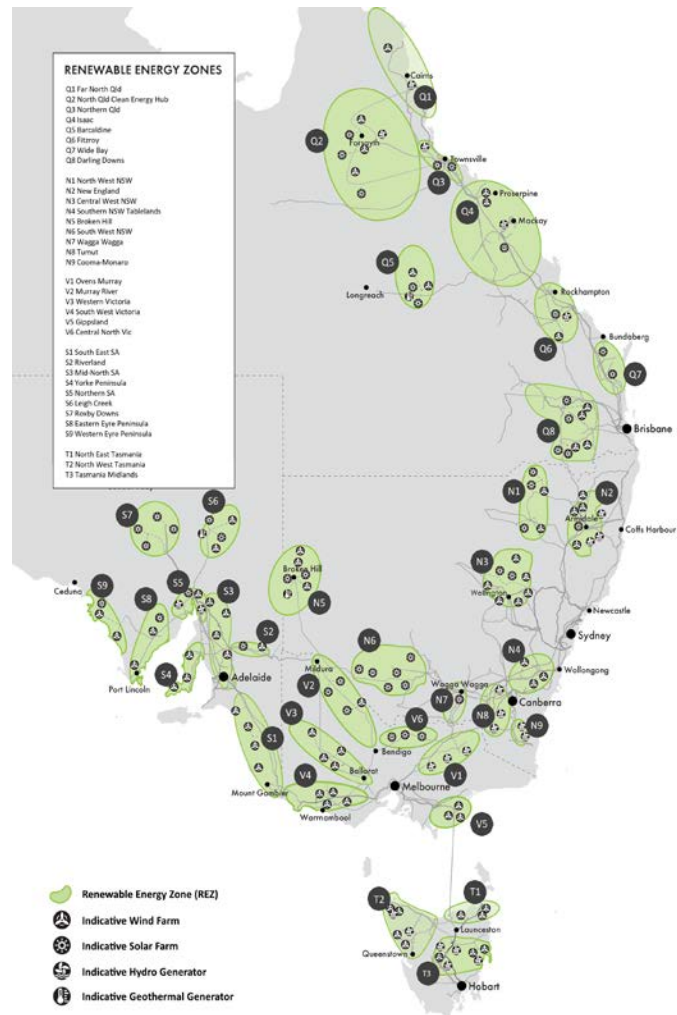 RENEWABLE ENERGY ZONES
Q1 Far North Qld
Q2 North Qld Clean Energy Hub
Q3 Northern Qld
Q4 Isaac
Q5 Barcaldine
Q6 Fitzroy
Q7 Wide Bay
Q8 Darling Downs
N1 North West NSW
N2 New England
N3 Central West NSW
N4 Southern NSW Tablelands
N5 Broken Hill
N6 South West NSW
N7 Wagga Wagga
N8 Tumut
N9 Cooma-Monaro
V1 Ovens Murray
V2 Murray River
V3 Western Victoria
V4 South West Victoria
V5 Gippsland
V6 Central North Vic
S1 South East SA
S2 Riverland
S3 Mid-North SA
S4 Yorke Peninsula
S5 Northern SA
S6 Leigh Creek
S7 Roxby Downs
S8 Eastern Eyre Peninsula
S9 Western Eyre Peninsula
T1 North East Tasmania
T2 North West Tasmania
T3 Tasmania Midlands
Cairns
Q1
Q2
Forsyth
Townsville
Q3
Proserpine
Q4
Mackay
Q5
Longreach
Rockhampton
Q6
Bundaberg
Q7
Q8
Brisbane
N1
N2
Armidale
Coffs Harbour
S7
S6
Broken Hill
N5
N3
Wellington
Ceduna
S9
S8
S5
S3
Newcastle
Sydney
S2
N6
N4
Mildura
Wollongong
Port Lincoln
S4
Adelaide
V2
Wagga Wagga
N7
Canberra
N8
N9
V3
V6
S1
Bendigo
V1
Mount Gambier
V4
Ballarat
Melbourne
Warrnambool
V5
T2
T1
Launceston
Queenstown
T3
Hobart
Renewable Energy Zone (REZ)
Indicative Wind Farm
Indicative Solar Farm
Indicative Hydro Generator
Indicative Geothermal Generator